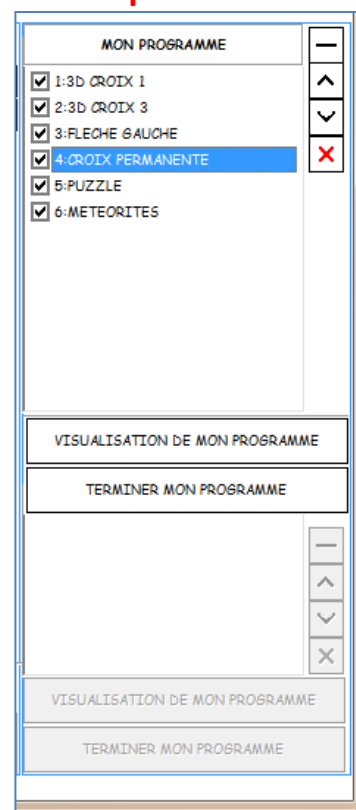 MON PROGRAMME
1:3D CROIX 1
2:3D CROIX 3
3:FLECHE GAUCHE
4:CROIX PERMANENTE
5:PUZZLE
6:METEORITES
VISUALISATION DE MON PROGRAMME
TERMINER MON PROGRAMME
VISUALISATION DE MON PROGRAMME
TERMINER MON PROGRAMME